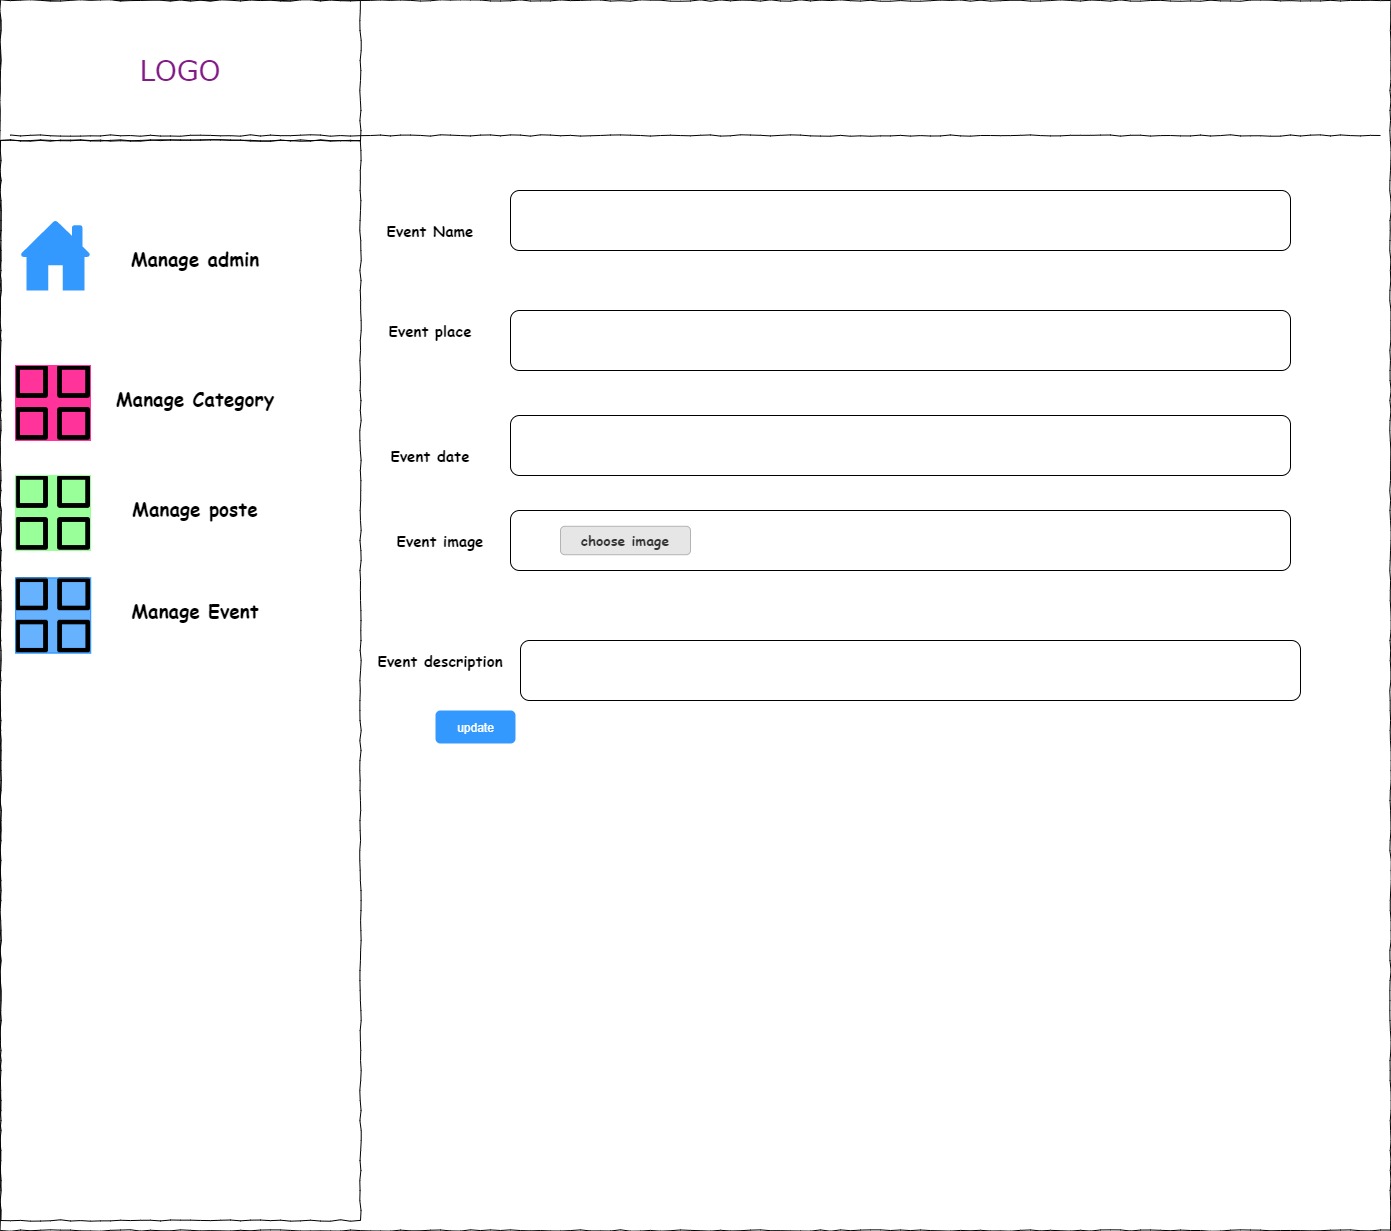 LOGO
Manage admin
Manage Category
Manage poste
Manage Event
Event Name
Event place
Event date
Event image
choose image
Event description
update